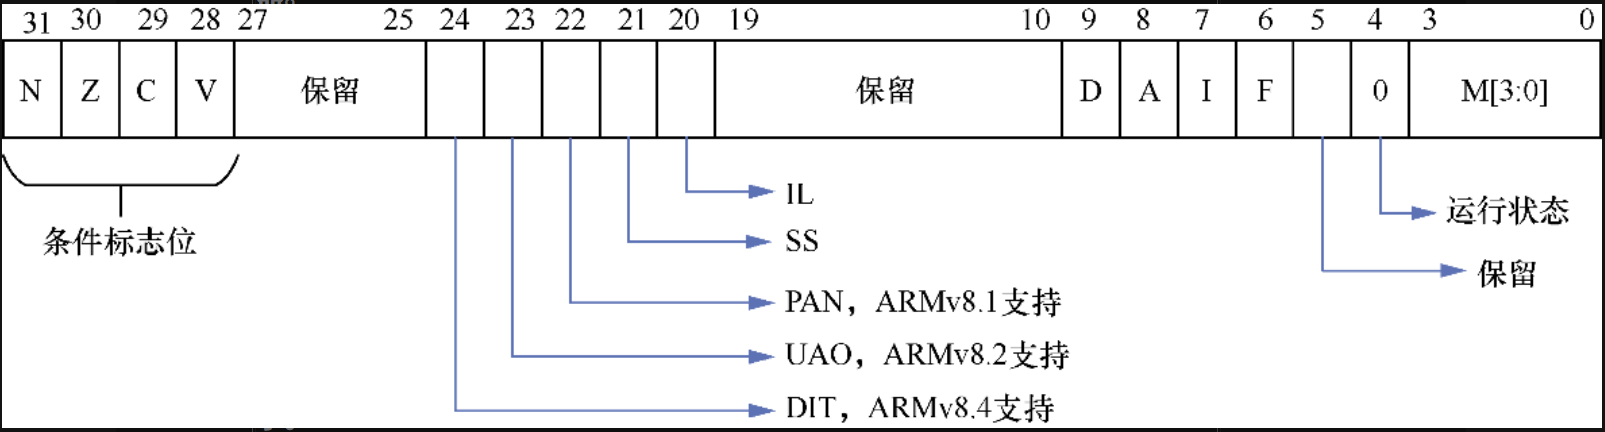 31 30 29 28 27 25 24 23 22 21 20 19 10 9 8 7 6 5 4 3 0
N Z C V 保留 保留 D A I F 0 M[3:0]
条件标志位
IL
SS
PAN，ARMv8.1支持
UAO，ARMv8.2支持
DIT，ARMv8.4支持
运行状态
保留